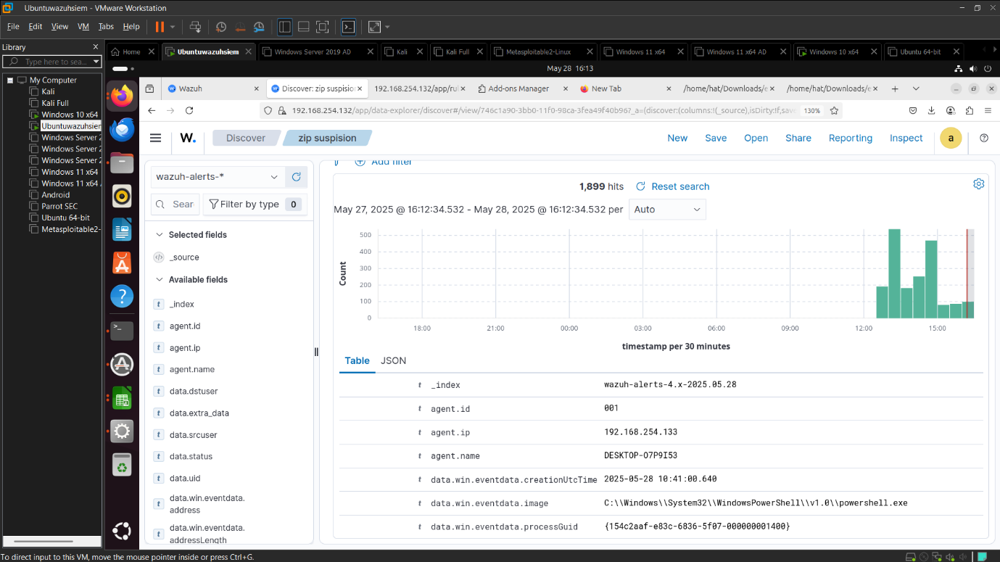 Ubuntuwazuhsiem - VMware Workstation
File Edit View VM Tabs Help
Library
Type here to sea...
My Computer
Kali
Kali Full
Windows 10 x64
Ubuntuwazuhsiem
Windows Server 2
Windows Server 2
Windows Server 2
Windows 11 x64
Windows 11 x64
Android
Parrot SEC
Ubuntu 64-bit
Metasploitable2-
Home Ubuntuwazuhsiem Windows Server 2019 AD Kali Kali Full Metasploitable2-Linux Windows 11 x64 Windows 11 x64 AD Windows 10 x64 Ubuntu 64-bit
May 28 16:13
Wazuh Discover: zip suspision 192.168.254.132/app/rul Add-ons Manager New Tab /home/hat/Downloads/e /home/hat/Downloads/e
192.168.254.132/app/data-explorer/discover#/view/746c1a90-3bb0-11f0-98ca-3fea49f40b96?_a=(discover:(columns:!(_source),isDirty:!f,save 130%
W. Discover zip suspision New Save Open Share Reporting Inspect a
wazuh-alerts-*
Sear Filter by type 0
Selected fields
_source
Available fields
t _index
t agent.id
t agent.ip
t agent.name
t data.dstuser
t data.extra_data
t data.srcuser
t data.status
t data.uid
t data.win.eventdata.
address
t data.win.eventdata.
addressLength
Add filter
1,899 hits Reset search
May 27, 2025 @ 16:12:34.532 - May 28, 2025 @ 16:12:34.532 per Auto
Count
500
400
300
200
100
0
18:00 21:00 00:00 03:00 06:00 09:00 12:00 15:00
timestamp per 30 minutes
Table JSON
t _index wazuh-alerts-4.x-2025.05.28
t agent.id 001
t agent.ip 192.168.254.133
t agent.name DESKTOP-O7P9I53
t data.win.eventdata.creationUtcTime 2025-05-28 10:41:00.640
t data.win.eventdata.image C:\\Windows\\System32\\WindowsPowerShell\\v1.0\\powershell.exe
t data.win.eventdata.processGuid {154c2aaf-e83c-6836-5f07-000000001400}
To direct input to this VM, move the mouse pointer inside or press Ctrl+G.